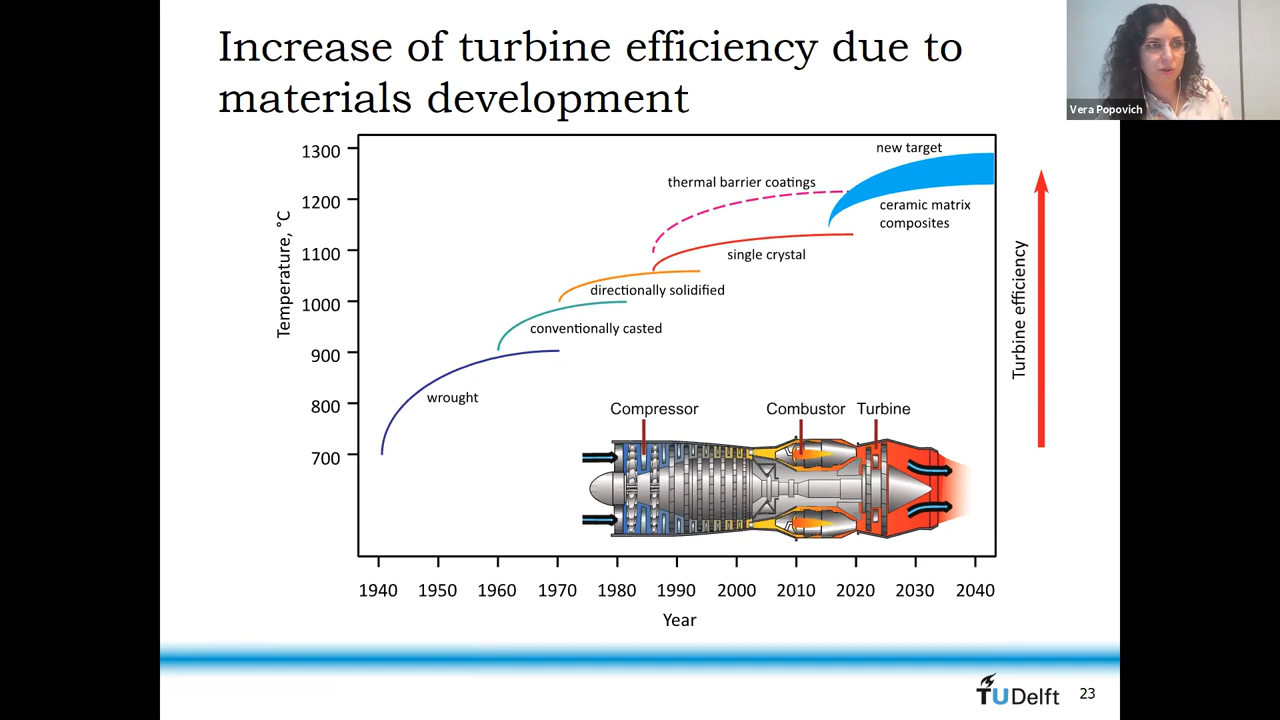 Increase of turbine efficiency due to
materials development
Vera Popovich
1300
1200
1100
1000
900
800
700
Temperature, °C
new target
thermal barrier coatings
ceramic matrix
composites
single crystal
directionally solidified
conventionally casted
wrought
Compressor
Combustor
Turbine
Turbine efficiency
1940
1950
1960
1970
1980
1990
2000
2010
2020
2030
2040
Year
TUDelft
23